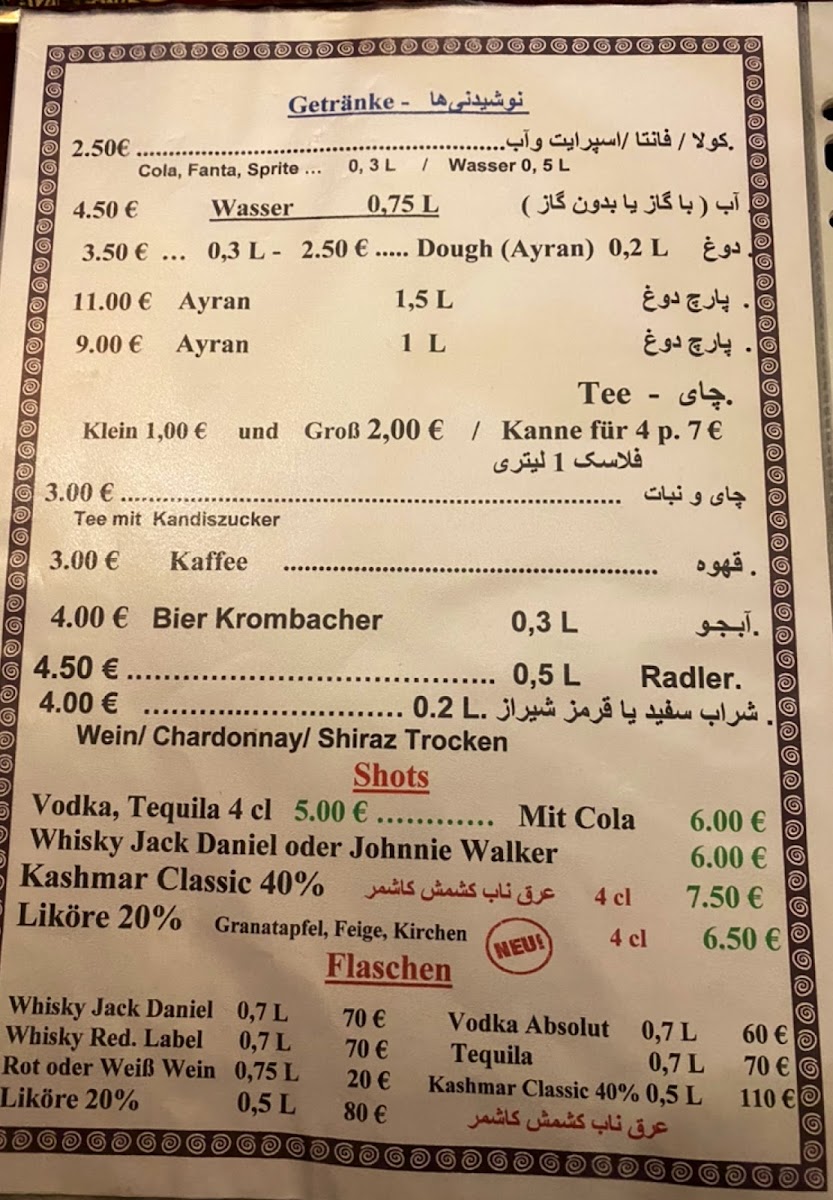 Getränke - نوشیدنی‌ها
2.50€ ........................................................کولا / فانتا /اسپرایت و آب.
Cola, Fanta, Sprite ... 0, 3 L / Wasser 0, 5 L
4.50 € Wasser 0,75 L آب ( با گاز یا بدون گاز )
3.50 € ... 0,3 L - 2.50 € ..... Dough (Ayran) 0,2 L دوغ.
11.00 € Ayran 1,5 L پارچ دوغ .
9.00 € Ayran 1 L پارچ دوغ .
Tee - چای.
Klein 1,00 € und Groß 2,00 € / Kanne für 4 p. 7 €
فلاسک 1 لیتری
3.00 € ........................................................................ چای و نبات
Tee mit Kandiszucker
3.00 € Kaffee ...................................................... قهوه .
4.00 € Bier Krombacher 0,3 L آبجو.
4.50 € ........................................ 0,5 L Radler.
4.00 € .............................. 0.2 L. شراب سفید یا قرمز شیراز .
Wein/ Chardonnay/ Shiraz Trocken
Shots
Vodka, Tequila 4 cl 5.00 € ............ Mit Cola 6.00 €
Whisky Jack Daniel oder Johnnie Walker 6.00 €
Kashmar Classic 40% عرق ناب کشمش کاشمر 4 cl 7.50 €
Liköre 20% Granatapfel, Feige, Kirchen NEU! 4 cl 6.50 €
Flaschen
Whisky Jack Daniel 0,7 L 70 €
Whisky Red. Label 0,7 L 70 €
Rot oder Weiß Wein 0,75 L 20 €
Liköre 20% 0,5 L 80 €
Vodka Absolut 0,7 L 60 €
Tequila 0,7 L 70 €
Kashmar Classic 40% 0,5 L 110 €
عرق ناب کشمش کاشمر